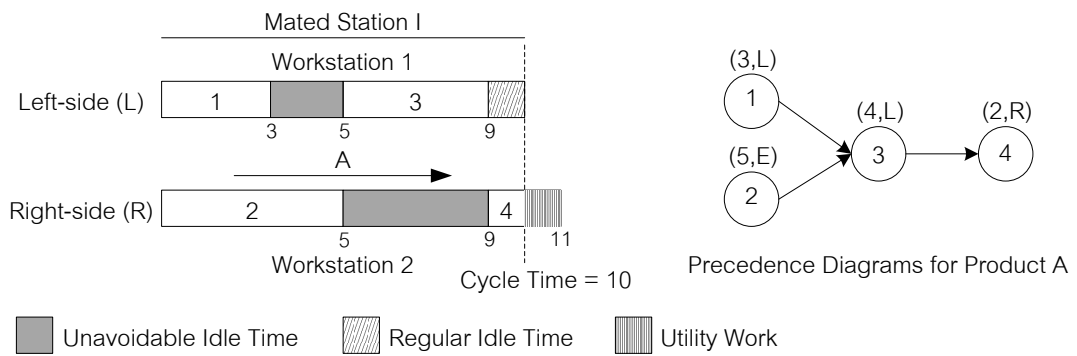 Mated Station I
Workstation 1
Left-side (L) 1 3
3 5 9
A
Right-side (R) 2 4
5 9 11
Workstation 2
Cycle Time = 10
(3,L)
1
(4,L) (2,R)
3 4
(5,E)
2
Precedence Diagrams for Product A
Unavoidable Idle Time Regular Idle Time Utility Work